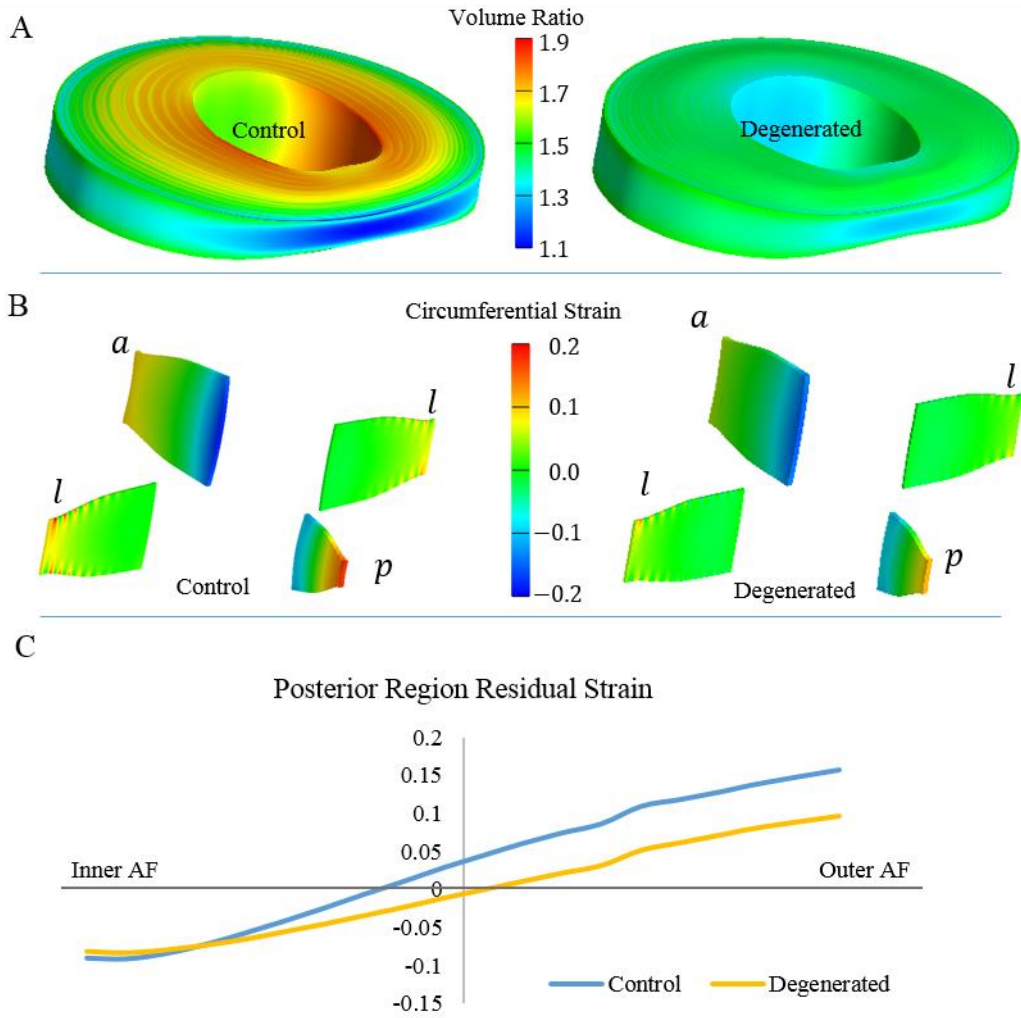 A
Volume Ratio
Control
1.9
1.7
1.5
1.3
1.1
Degenerated
B
Circumferential Strain
a
l
l
p
Control
0.2
0.1
0.0
−0.1
−0.2
a
l
l
p
Degenerated
C
Posterior Region Residual Strain
0.2
0.15
0.1
0.05
0
-0.05
-0.1
-0.15
Inner AF
Outer AF
Control
Degenerated